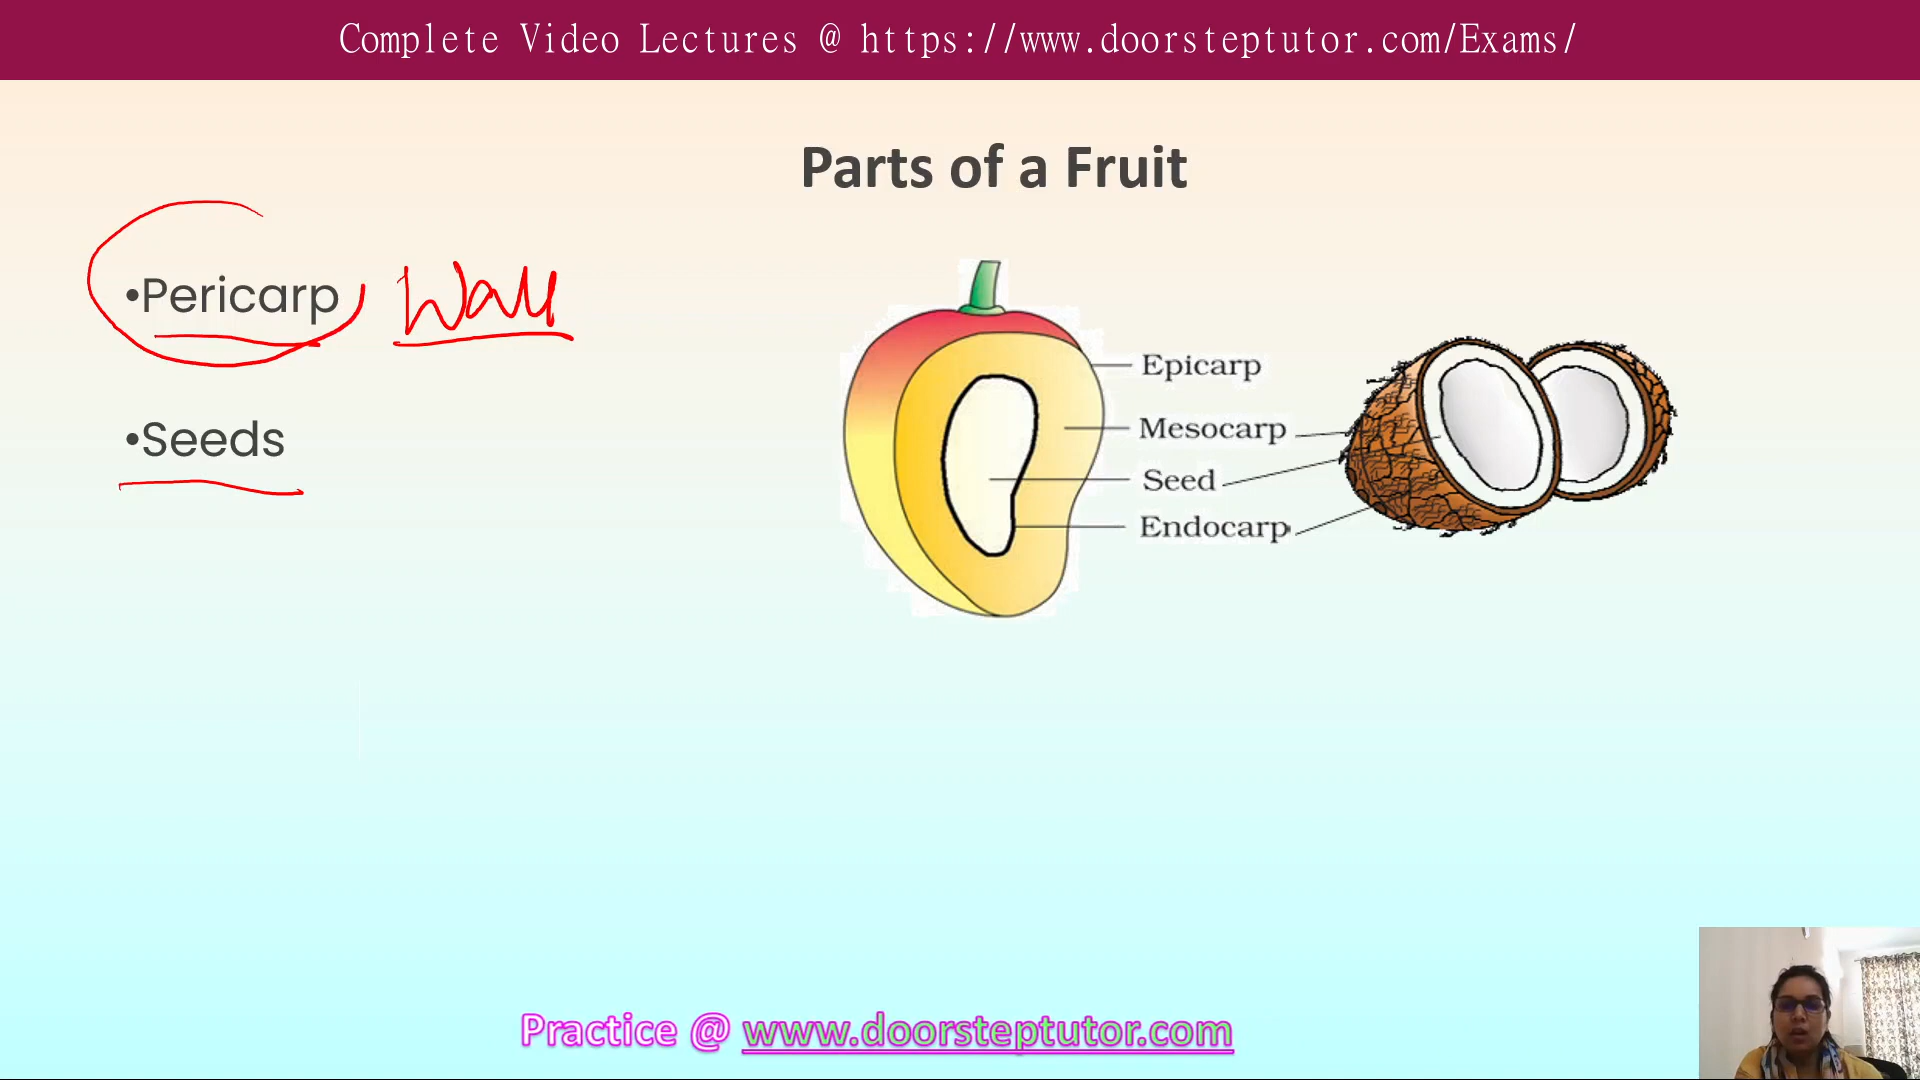 Complete Video Lectures @ https://www.doorsteptutor.com/Exams/
Parts of a Fruit
•Pericarp Wall
•Seeds
Epicarp
Mesocarp
Seed
Endocarp
Practice @ www.doorsteptutor.com